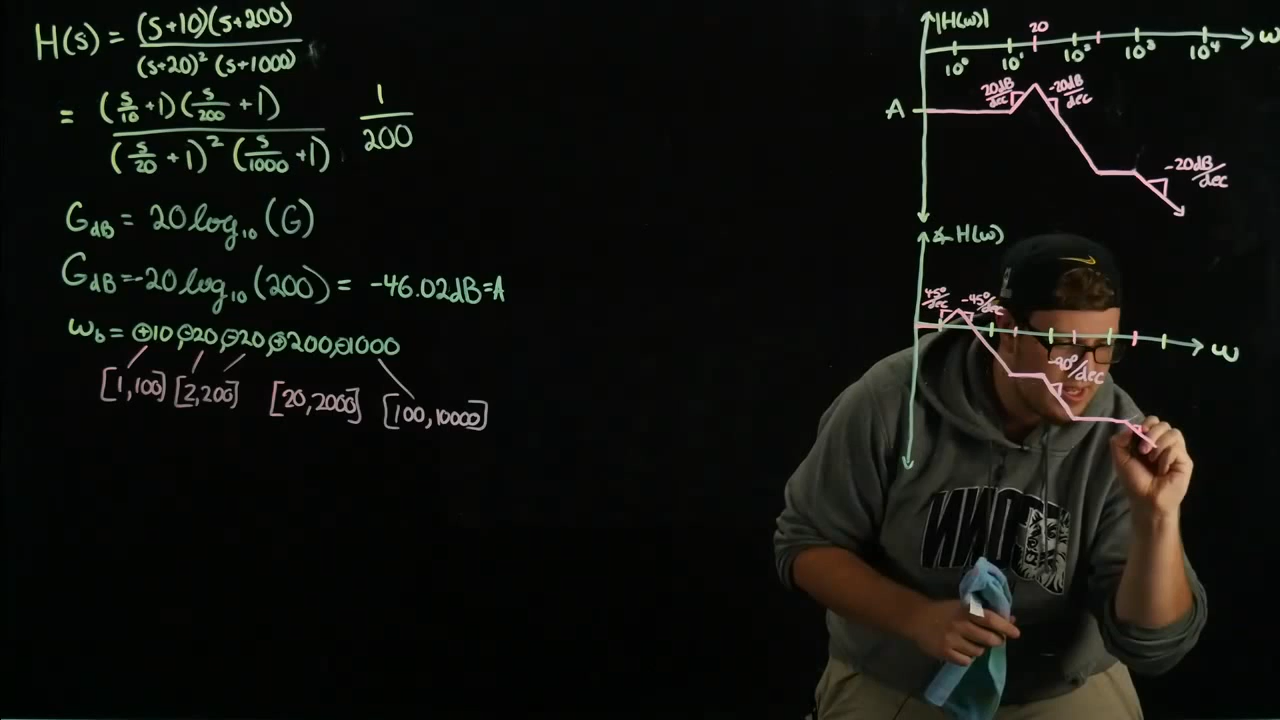 H(s) = (s+10)(s+200)
(s+20)² (s+1000)
= (s/10 +1)(s/200 +1)
(s/20 +1)² (s/1000 +1)
1
200
G_dB = 20 log₁₀ (G)
G_dB = -20 log₁₀ (200) = -46.02dB=A
ω_b = ⊕10,⊖20,⊖20,⊕200,⊖1000
[1,100] [2,200] [20,2000] [100,10000]
|H(ω)|
20
ω
10⁰ 10¹ 10² 10³ 10⁴
20dB/dec
-20dB/dec
A
-20dB/dec
∡ H(ω)
45°/dec
-45°/dec
ω
-90°/dec
UCONN